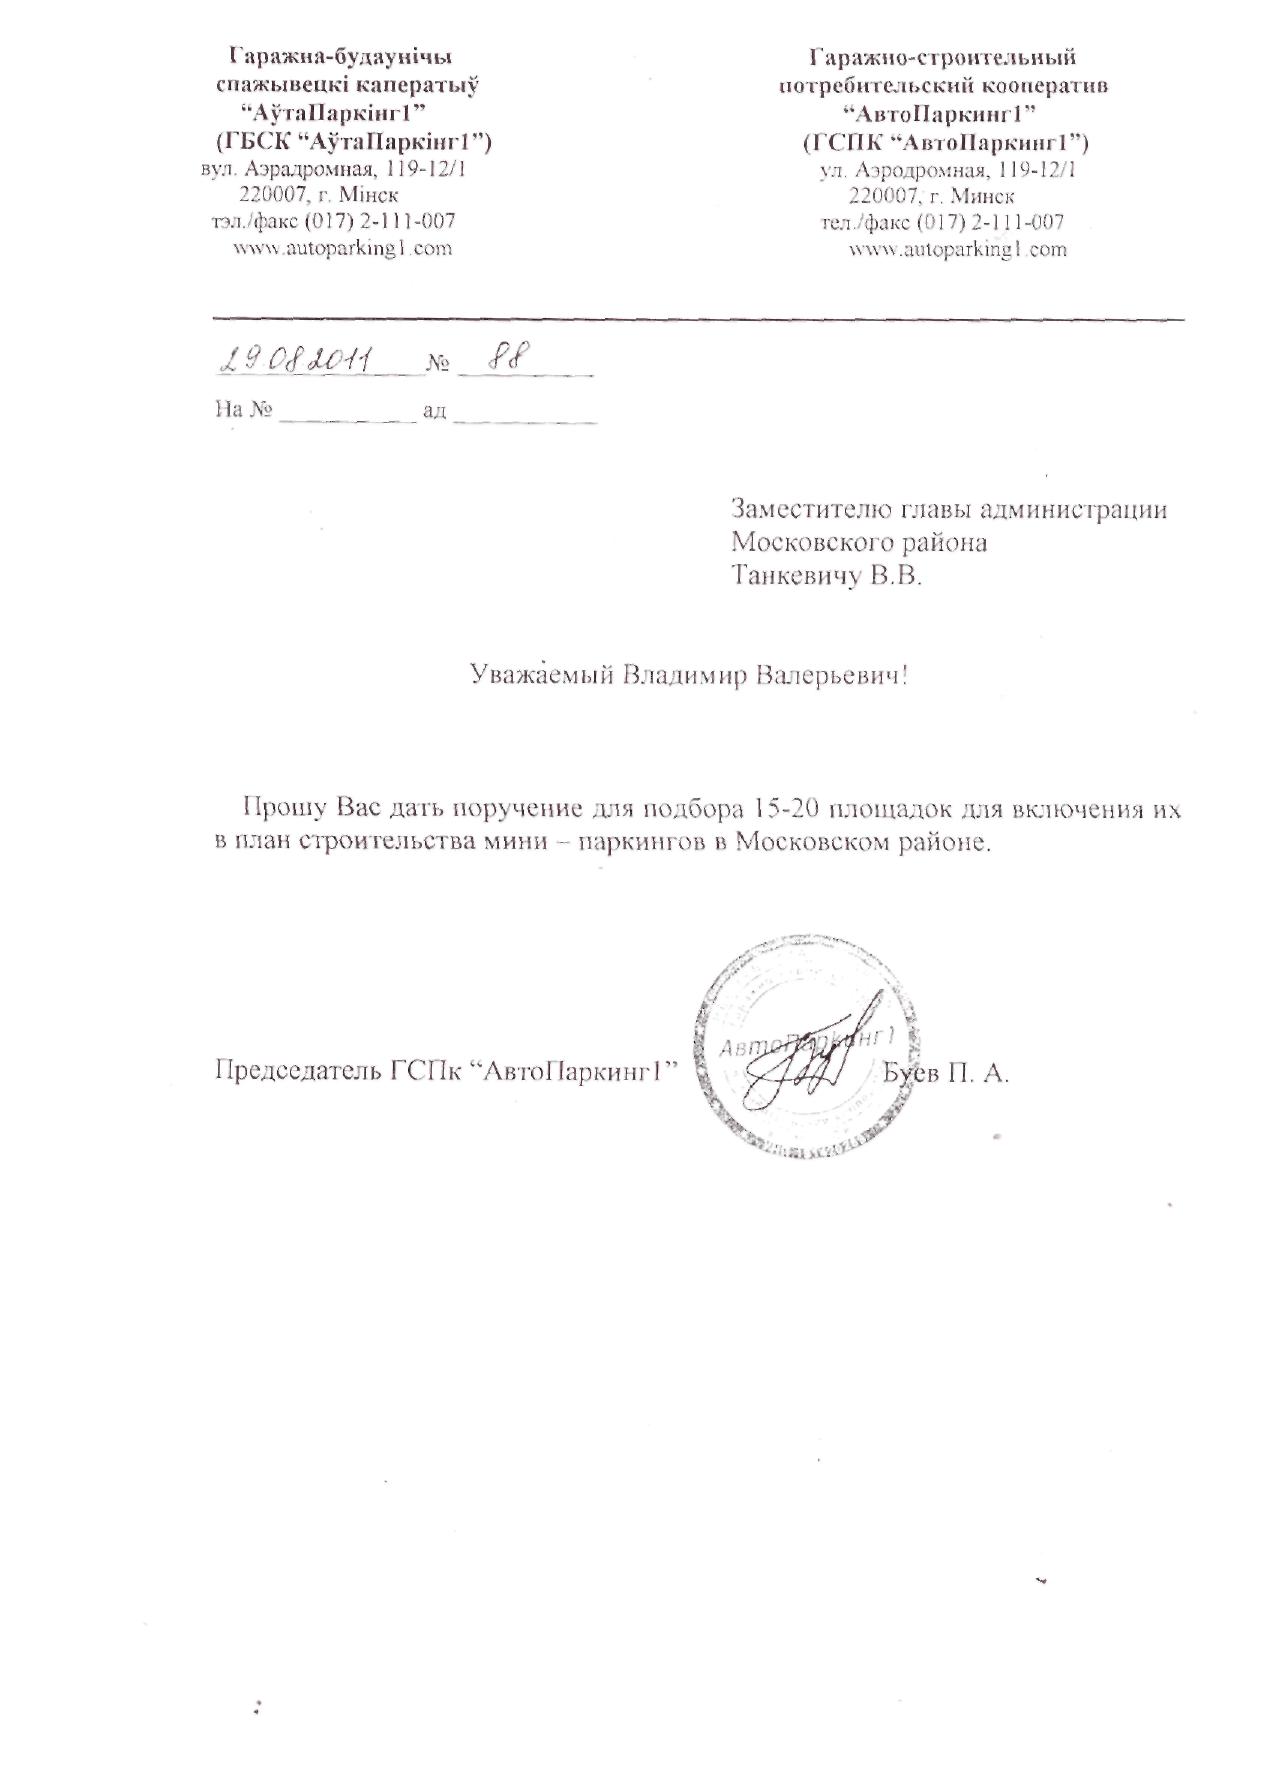 Гаражна-будаўнічы
спажывецкі каператыў
“АўтаПаркінг1”
(ГБСК “АўтаПаркінг1”)
вул. Аэрадромная, 119-12/1
220007, г. Мінск
тэл./факс (017) 2-111-007
www.autoparking1.com
Гаражно-строительный
потребительский кооператив
“АвтоПаркинг1”
(ГСПК “АвтоПаркинг1”)
ул. Аэродромная, 119-12/1
220007, г. Минск
тел./факс (017) 2-111-007
www.autoparking1.com
29.08 2011 № 88
На № ____________ ад ____________
Заместителю главы администрации
Московского района
Танкевичу В.В.
Уважаемый Владимир Валерьевич!
Прошу Вас дать поручение для подбора 15-20 площадок для включения их
в план строительства мини – паркингов в Московском районе.
АвтоПаркинг1
Председатель ГСПк “АвтоПаркинг1” Буев П. А.